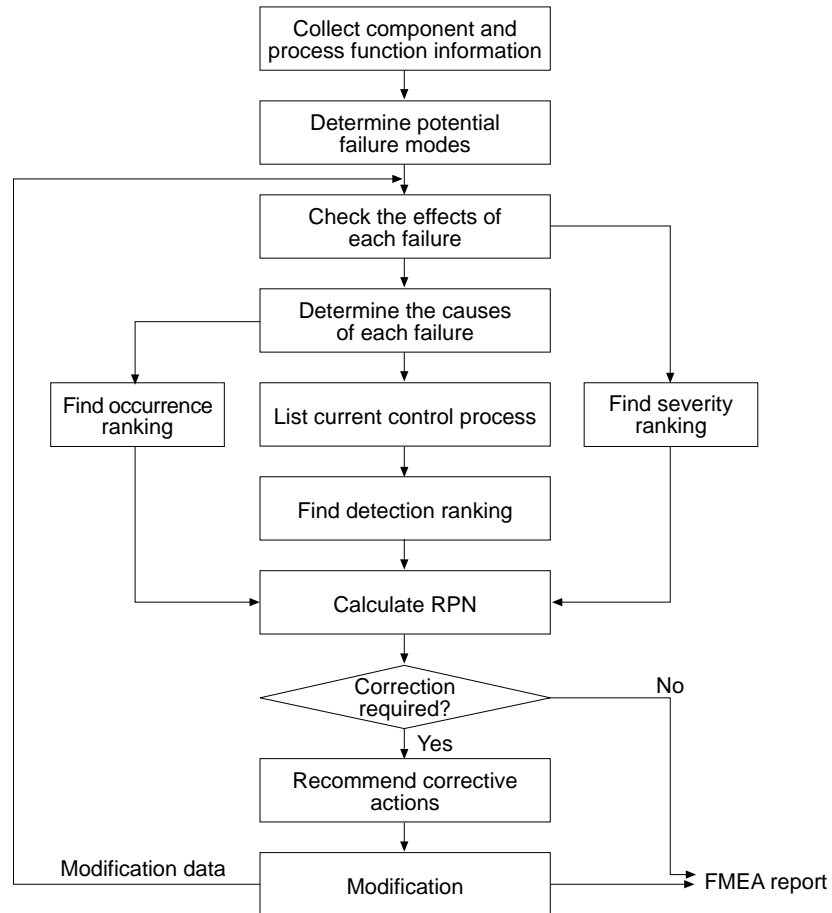 Collect component and
process function information
Determine potential
failure modes
Check the effects of
each failure
Determine the causes
of each failure
Find occurrence
ranking
List current control process
Find severity
ranking
Find detection ranking
Calculate RPN
Correction
required?
No
Yes
Recommend corrective
actions
Modification data
Modification
FMEA report